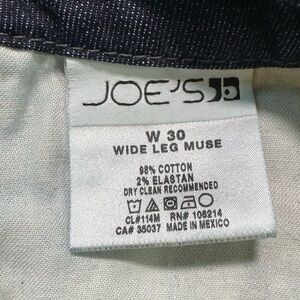 JOE'S
W 30
WIDE LEG MUSE
98% COTTON
2% ELASTAN
DRY CLEAN RECOMMENDED
CL#114M RN# 106214
CA# 35037 MADE IN MEXICO